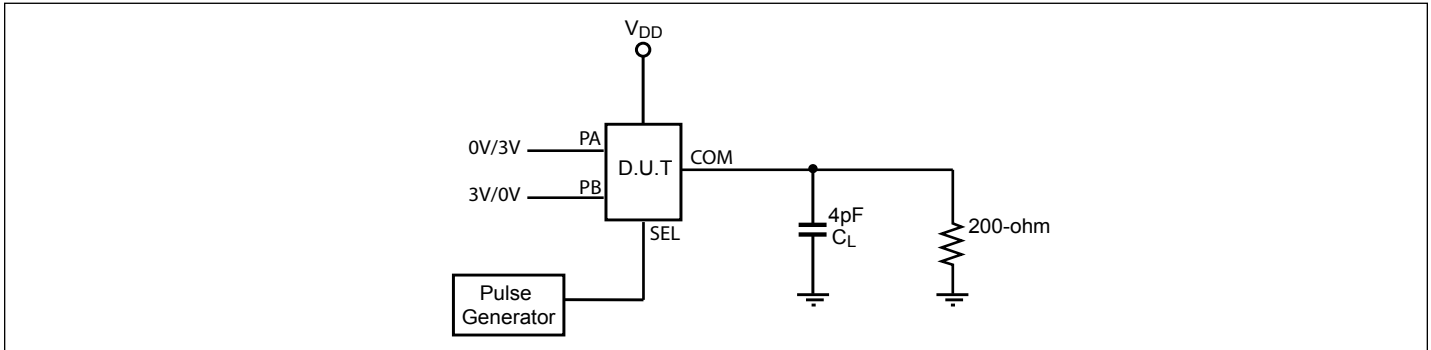 VDD
0V/3V
PA
D.U.T
COM
3V/0V
PB
SEL
4pF
CL
200-ohm
Pulse
Generator